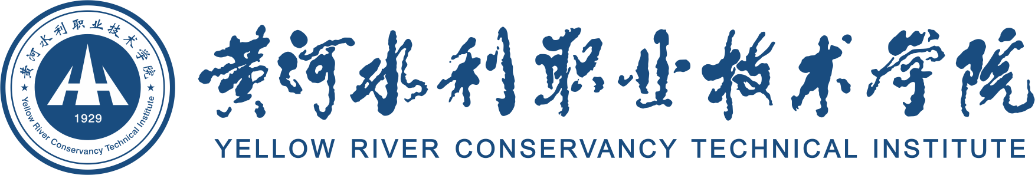 黄河水利职业技术学院
1929
Yellow River Conservancy Technical Institute
黄河水利职业技术学院
YELLOW RIVER CONSERVANCY TECHNICAL INSTITUTE